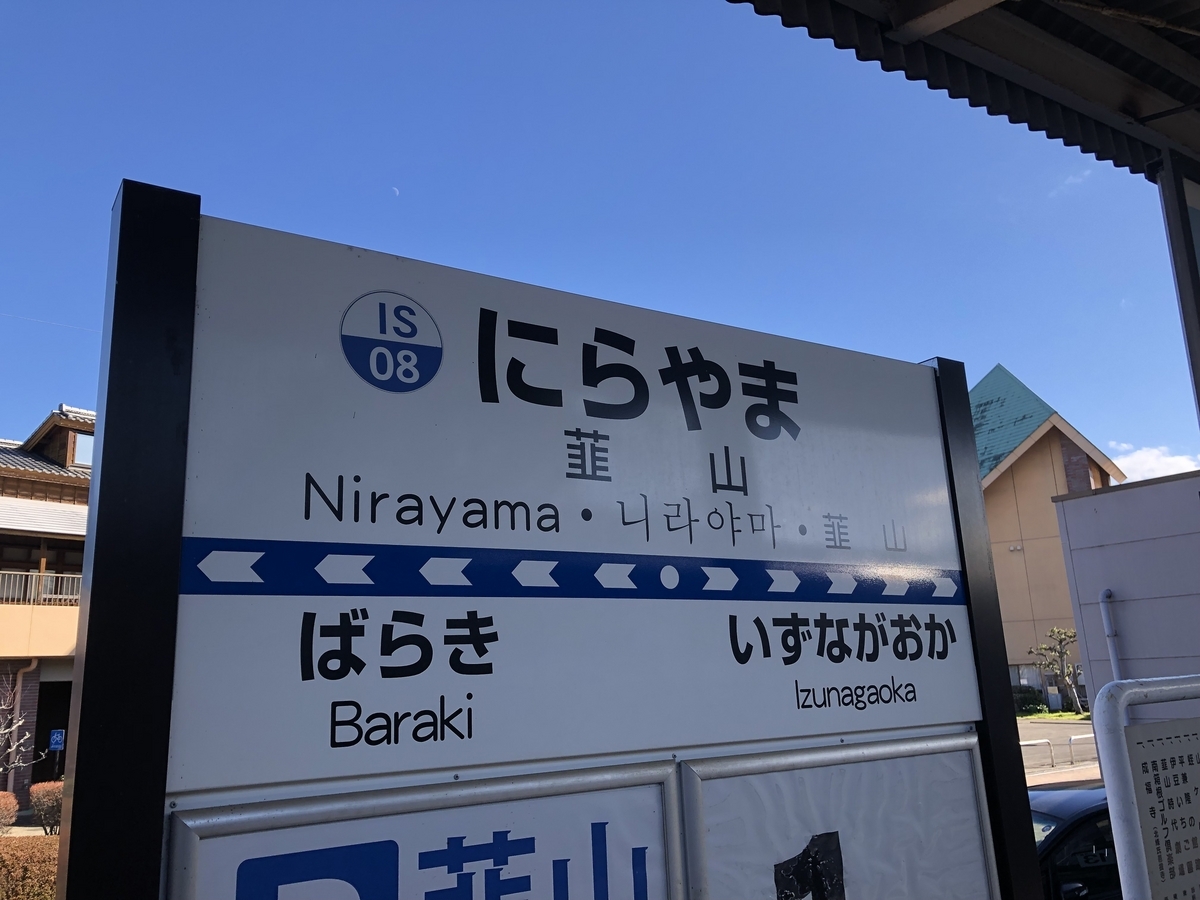 IS
08
にらやま
韮 山
Nirayama・니라야마・韮 山
ばらき
いずながおか
Baraki
Izunagaoka
韮山